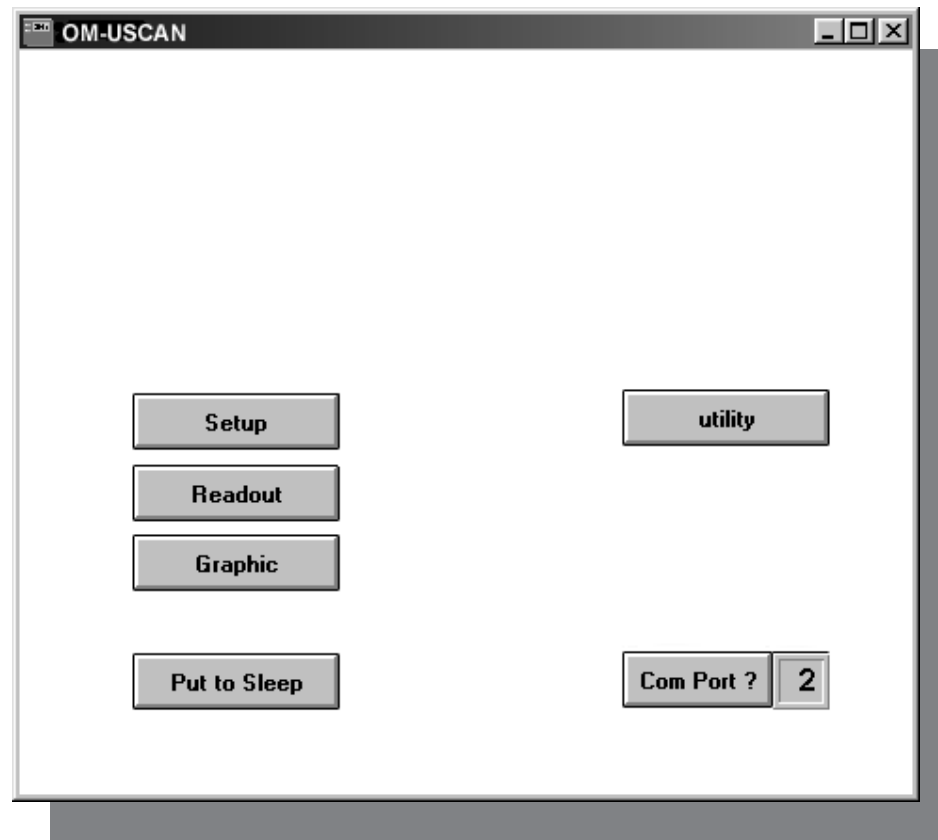 OM-USCAN
Setup
utility
Readout
Graphic
Put to Sleep
Com Port ? 2